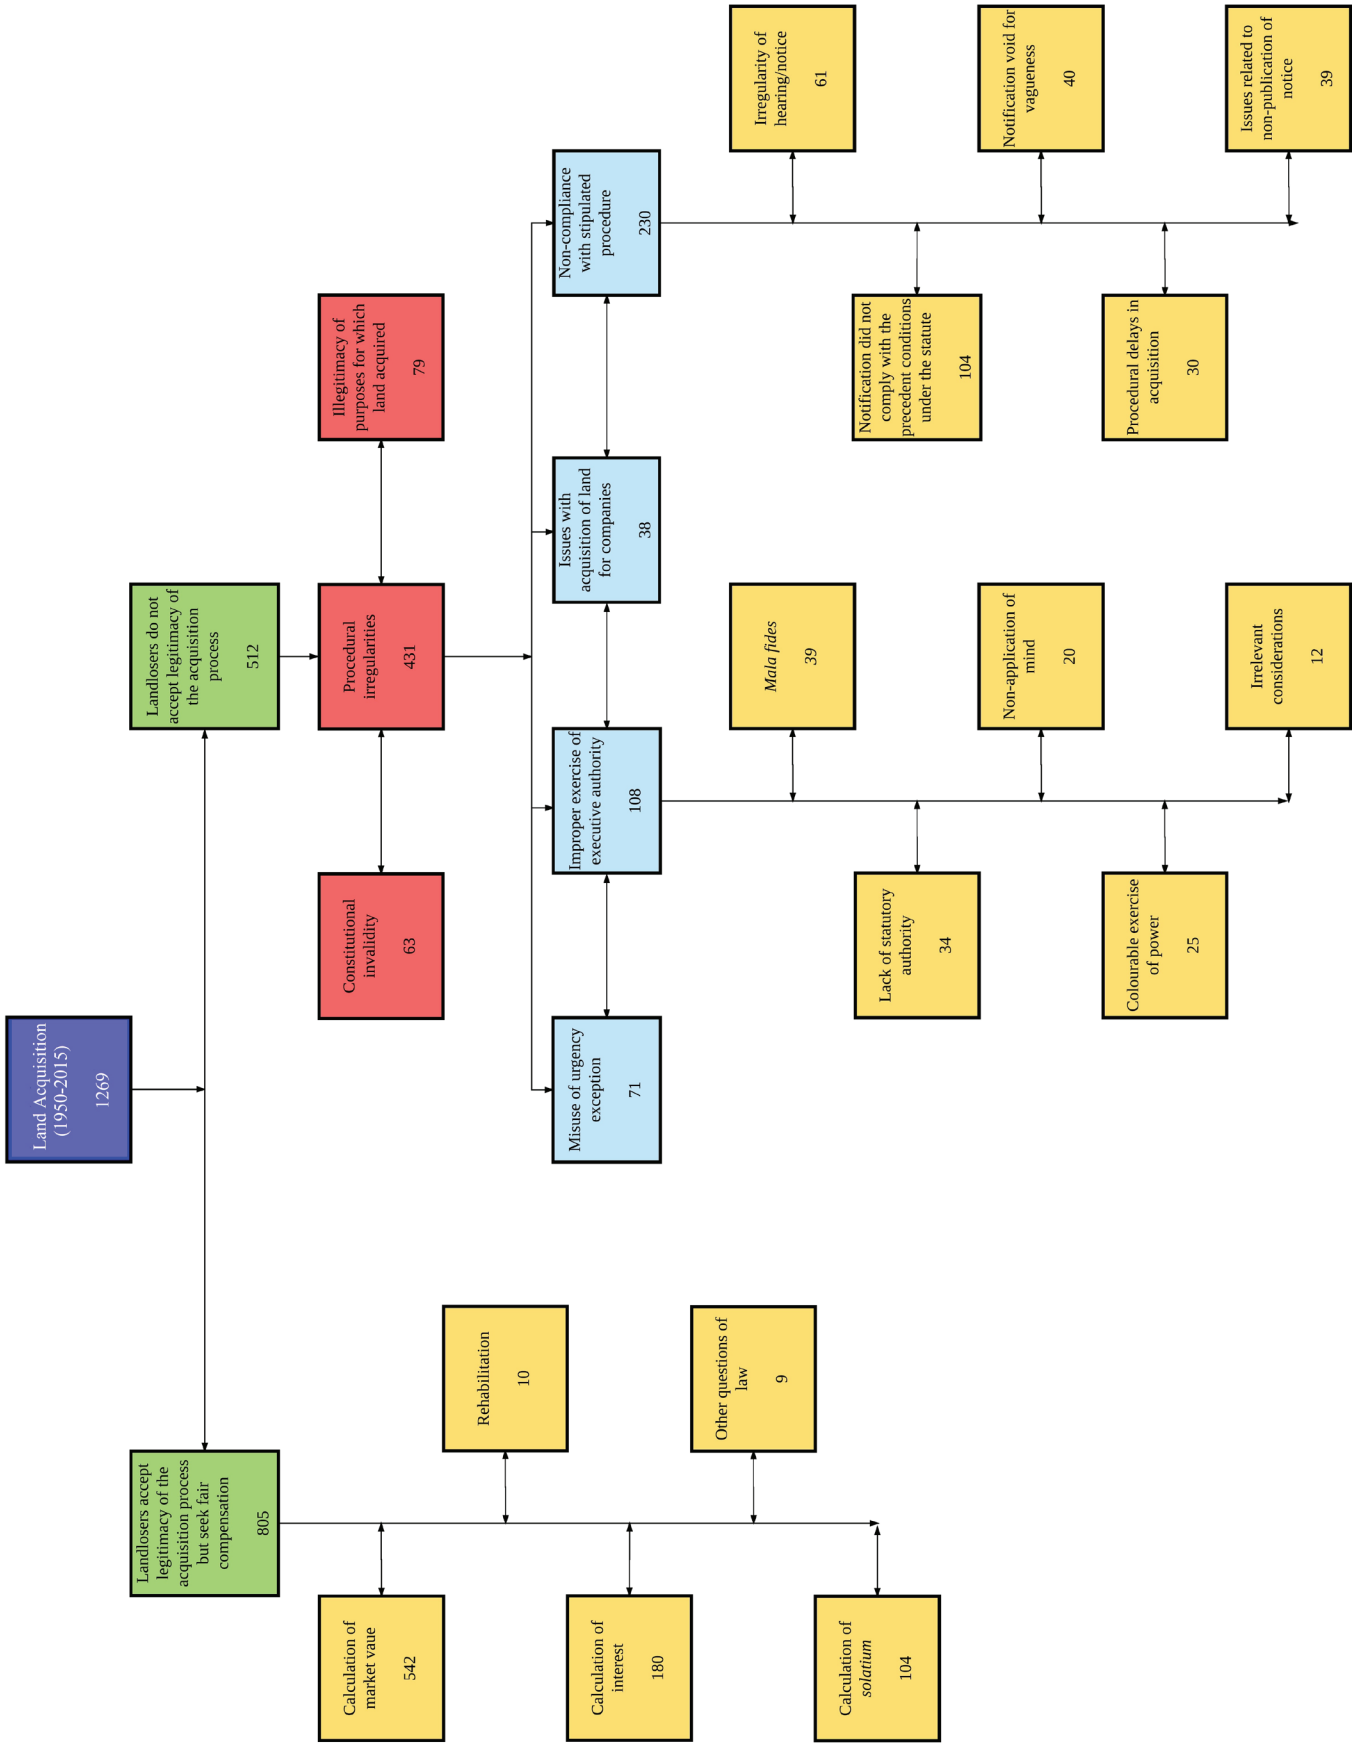 Land Acquisition
(1950-2015)
1269
Landlosers accept
legitimacy of the
acquisition process
but seek fair
compensation
805
Landlosers do not
accept legitimacy of
the acquisition
process
512
Calculation of
market vaue
542
Rehabilitation
10
Calculation of
interest
180
Other questions of
law
9
Calculation of
solatium
104
Constitutional
invalidity
63
Procedural
irregularities
431
Illegitimacy of
purposes for which
land acquired
79
Misuse of urgency
exception
71
Improper exercise of
executive authority
108
Issues with
acquisition of land
for companies
38
Non-compliance
with stipulated
procedure
230
Mala fides
39
Lack of statutory
authority
34
Non-application of
mind
20
Colourable exercise
of power
25
Irrelevant
considerations
12
Irregularity of
hearing/notice
61
Notification did not
comply with the
precedent conditions
under the statute
104
Notification void for
vagueness
40
Procedural delays in
acquisition
30
Issues related to
non-publication of
notice
39